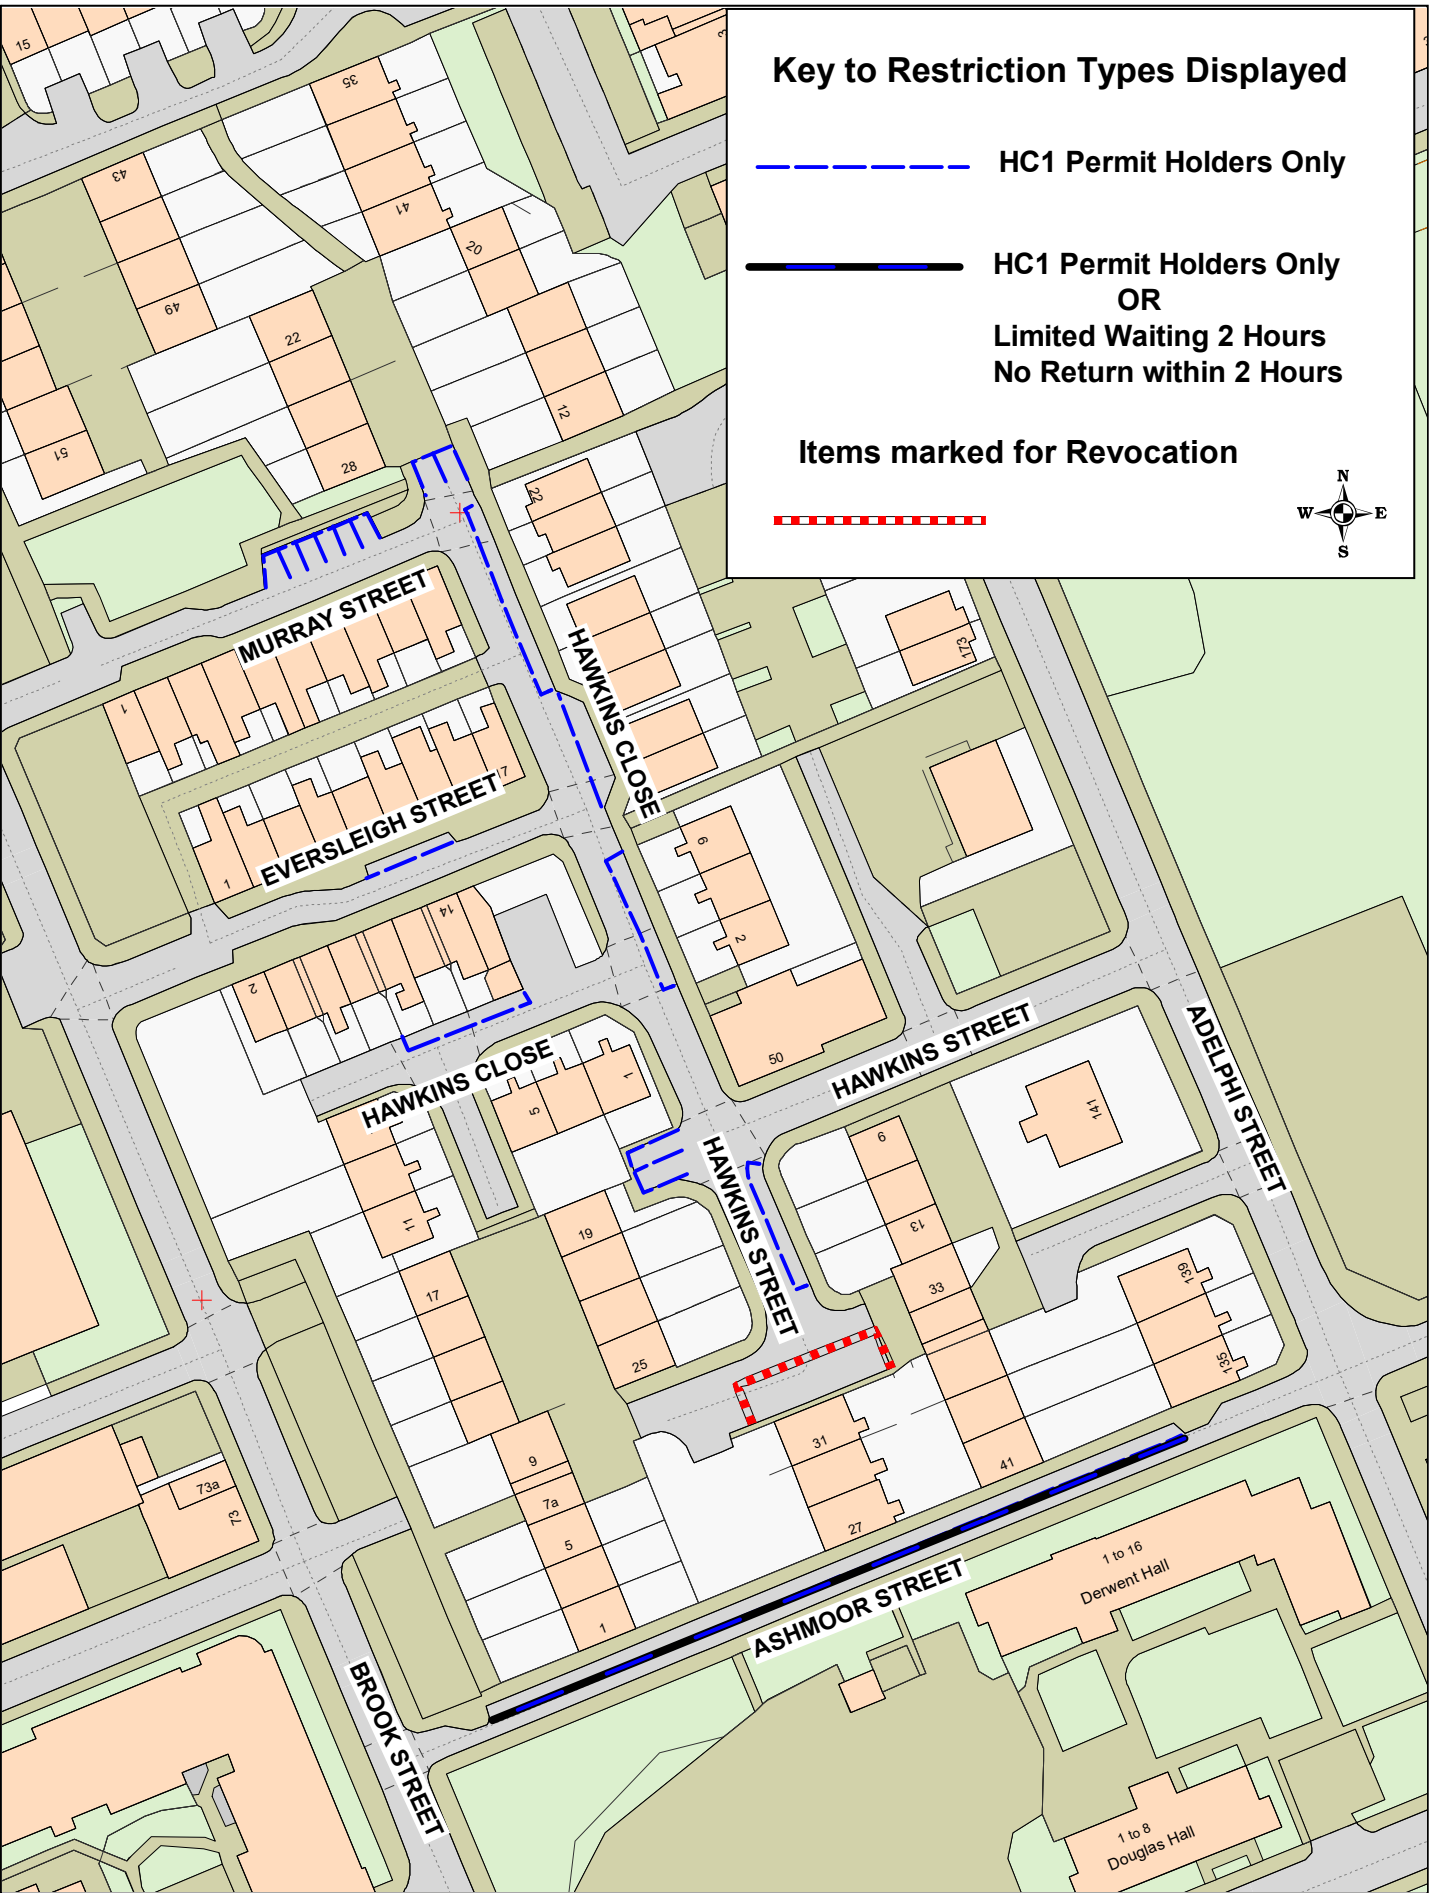 Key to Restriction Types Displayed
HC1 Permit Holders Only
HC1 Permit Holders Only
OR
Limited Waiting 2 Hours
No Return within 2 Hours
Items marked for Revocation
N
W E
S
15
35
43
41
20
49
22
12
51
28
22
MURRAY STREET
HAWKINS CLOSE
173
1
EVERSLEIGH STREET
1
6
14
2
2
HAWKINS STREET
ADELPHI STREET
50
HAWKINS CLOSE
1
5
141
HAWKINS STREET
9
11
19
13
17
33
139
25
135
31
41
9
73a
7a
73
27
5
1 to 16
Derwent Hall
1
ASHMOOR STREET
BROOK STREET
1 to 8
Douglas Hall